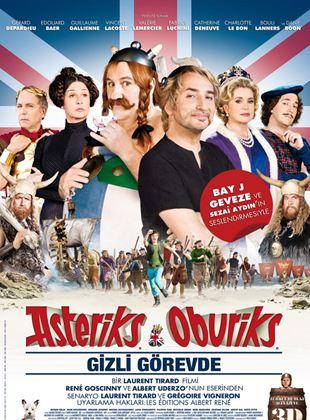 GÉRARD EDOUARD GUILLAUME VINCENT VALÉRIE FABRICE CATHERINE CHARLOTTE BOULI DANY
DEPARDIEU BAER GALLIENNE LACOSTE LEMERCIER LUCHINI DENEUVE LE BON LANNERS BOON
BAY J
GEVEZE VE
SEZAI AYDIN'IN
SESLENDİRMESİYLE
Asteriks & Oburiks
GİZLİ GÖREVDE
BİR LAURENT TIRARD FİLMİ
RENÉ GOSCINNY VE ALBERT UDERZO'NUN ESERİNDEN
SENARYO LAURENT TIRARD VE GRÉGOIRE VIGNERON
UYARLAMA HAKLARI: LES ÉDITIONS ALBERT RENÉ